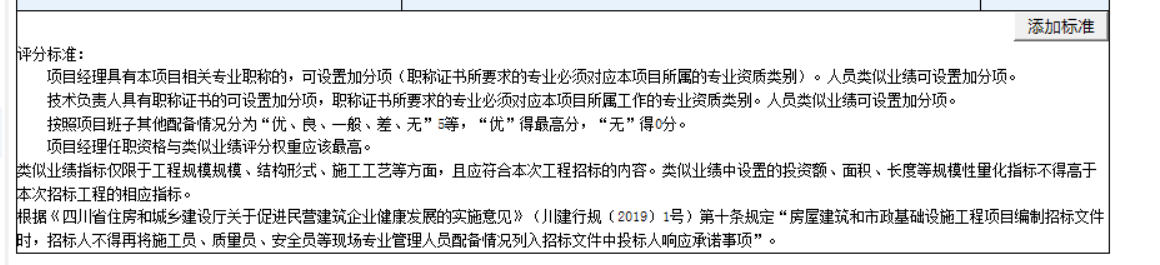 添加标准
评分标准：
项目经理具有本项目相关专业职称的，可设置加分项（职称证书所要求的专业必须对应本项目所属的专业资质类别）。人员类似业绩可设置加分项。
技术负责人具有职称证书的可设置加分项，职称证书所要求的专业必须对应本项目所属工作的专业资质类别。人员类似业绩可设置加分项。
按照项目班子其他配备情况分为“优、良、一般、差、无”5等，“优”得最高分，“无”得0分。
项目经理任职资格与类似业绩评分权重应该最高。
类似业绩指标仅限于工程规模规模、结构形式、施工工艺等方面，且应符合本次工程招标的内容。类似业绩中设置的投资额、面积、长度等规模性量化指标不得高于
本次招标工程的相应指标。
根据《四川省住房和城乡建设厅关于促进民营建筑企业健康发展的实施意见》（川建行规（2019）1号）第十条规定“房屋建筑和市政基础设施工程项目编制招标文件
时，招标人不得再将施工员、质量员、安全员等现场专业管理人员配备情况列入招标文件中投标人响应承诺事项”。